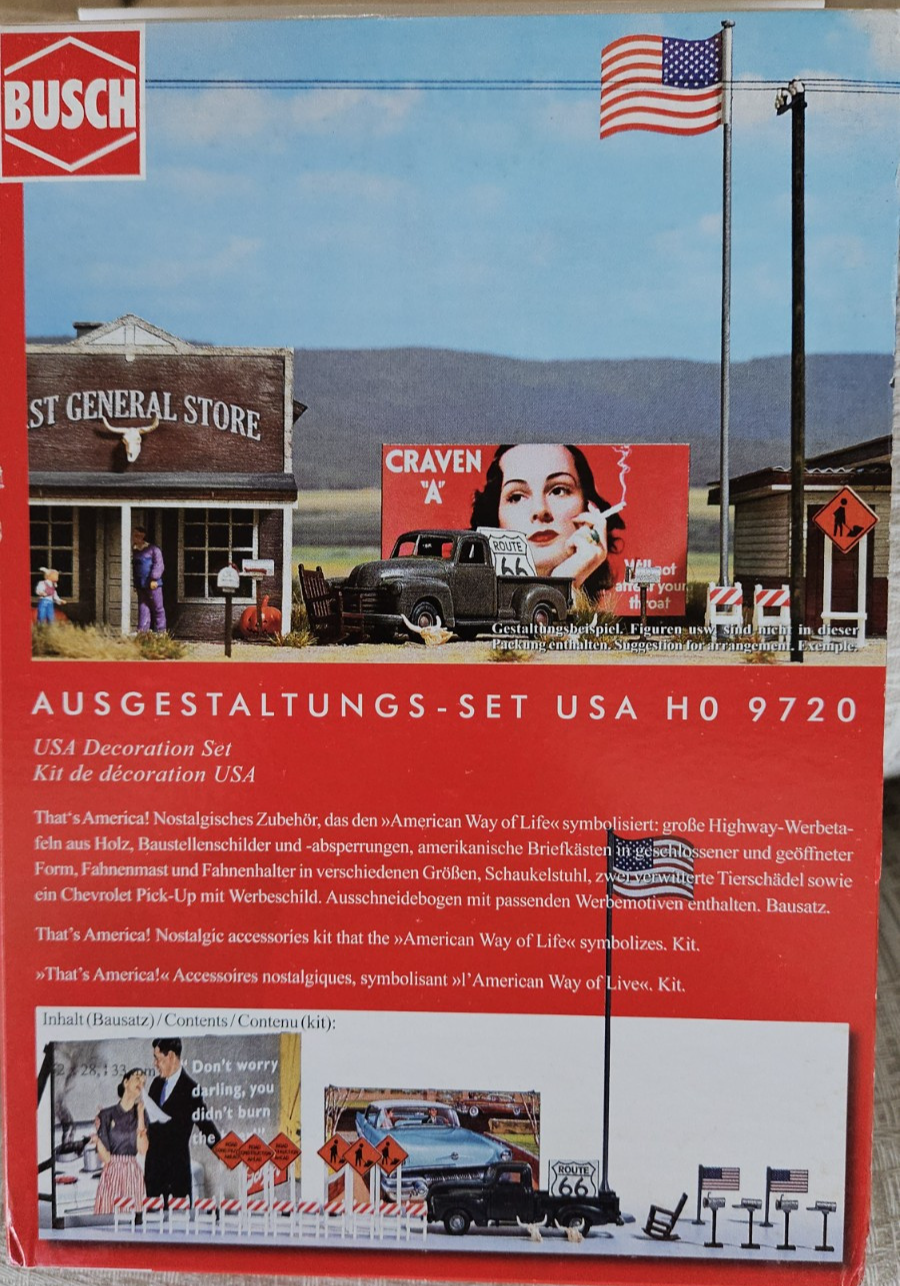 BUSCH
ST GENERAL STORE
CRAVEN
"A"
ROUTE
66
Will not
affect your
throat
Gestaltungsbeispiel. Figuren usw. sind nicht in dieser
Packung enthalten. Suggestion for arrangement. Exemple.
AUSGESTALTUNGS-SET USA H0 9720
USA Decoration Set
Kit de décoration USA
That's America! Nostalgisches Zubehör, das den »American Way of Life« symbolisiert: große Highway-Werbeta-
feln aus Holz, Baustellenschilder und -absperrungen, amerikanische Briefkästen in geschlossener und geöffneter
Form, Fahnenmast und Fahnenhalter in verschiedenen Größen, Schaukelstuhl, zwei verwitterte Tierschädel sowie
ein Chevrolet Pick-Up mit Werbeschild. Ausschneidebogen mit passenden Werbemotiven enthalten. Bausatz.
That's America! Nostalgic accessories kit that the »American Way of Life« symbolizes. Kit.
»That's America!« Accessoires nostalgiques, symbolisant »l'American Way of Live«. Kit.
Inhalt (Bausatz) / Contents / Contenu (kit):
Don't worry
darling, you
didn't burn
the
ROUTE
66